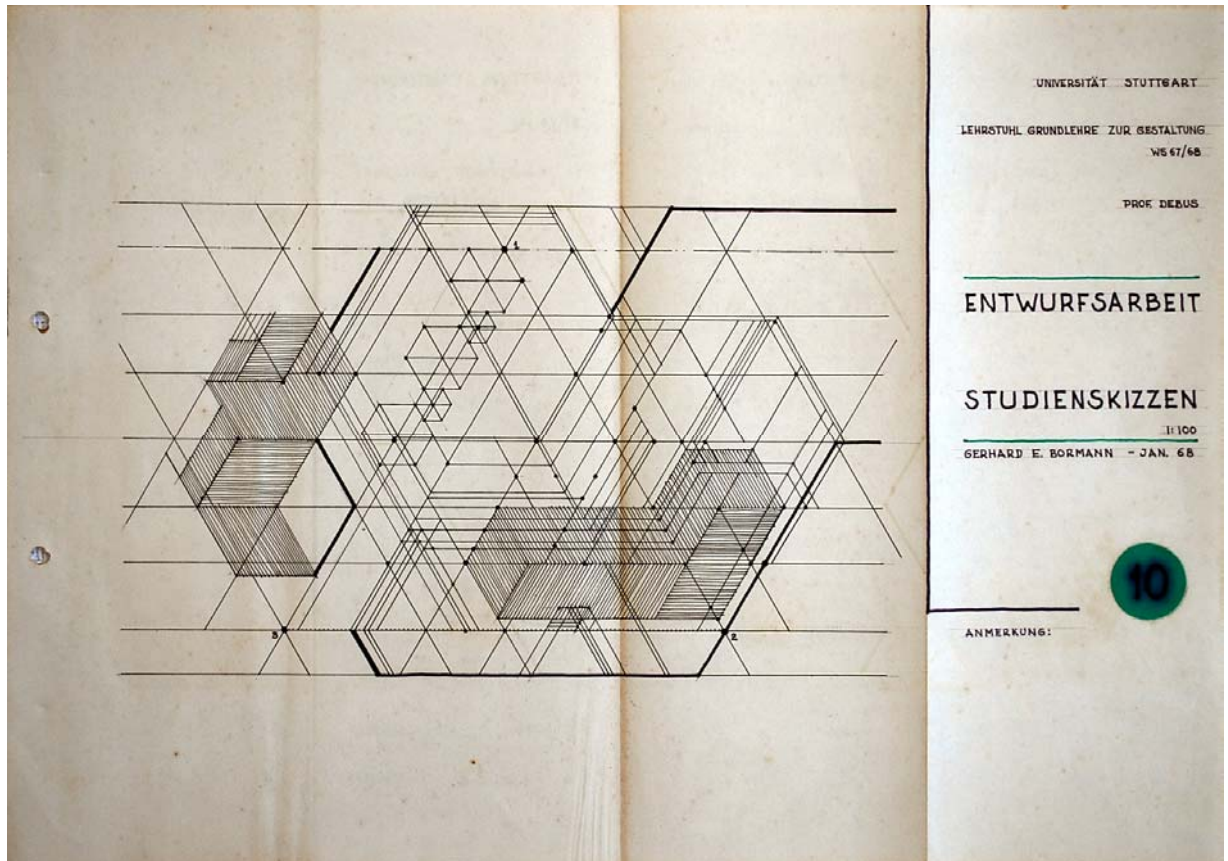 UNIVERSITÄT STUTTGART
LEHRSTUHL GRUNDLEHRE ZUR GESTALTUNG
WS 67/68
PROF. DEBUS
ENTWURFSARBEIT
STUDIENSKIZZEN
1:100
GERHARD E. BORMANN - JAN. 68
10
ANMERKUNG:
1
3
2